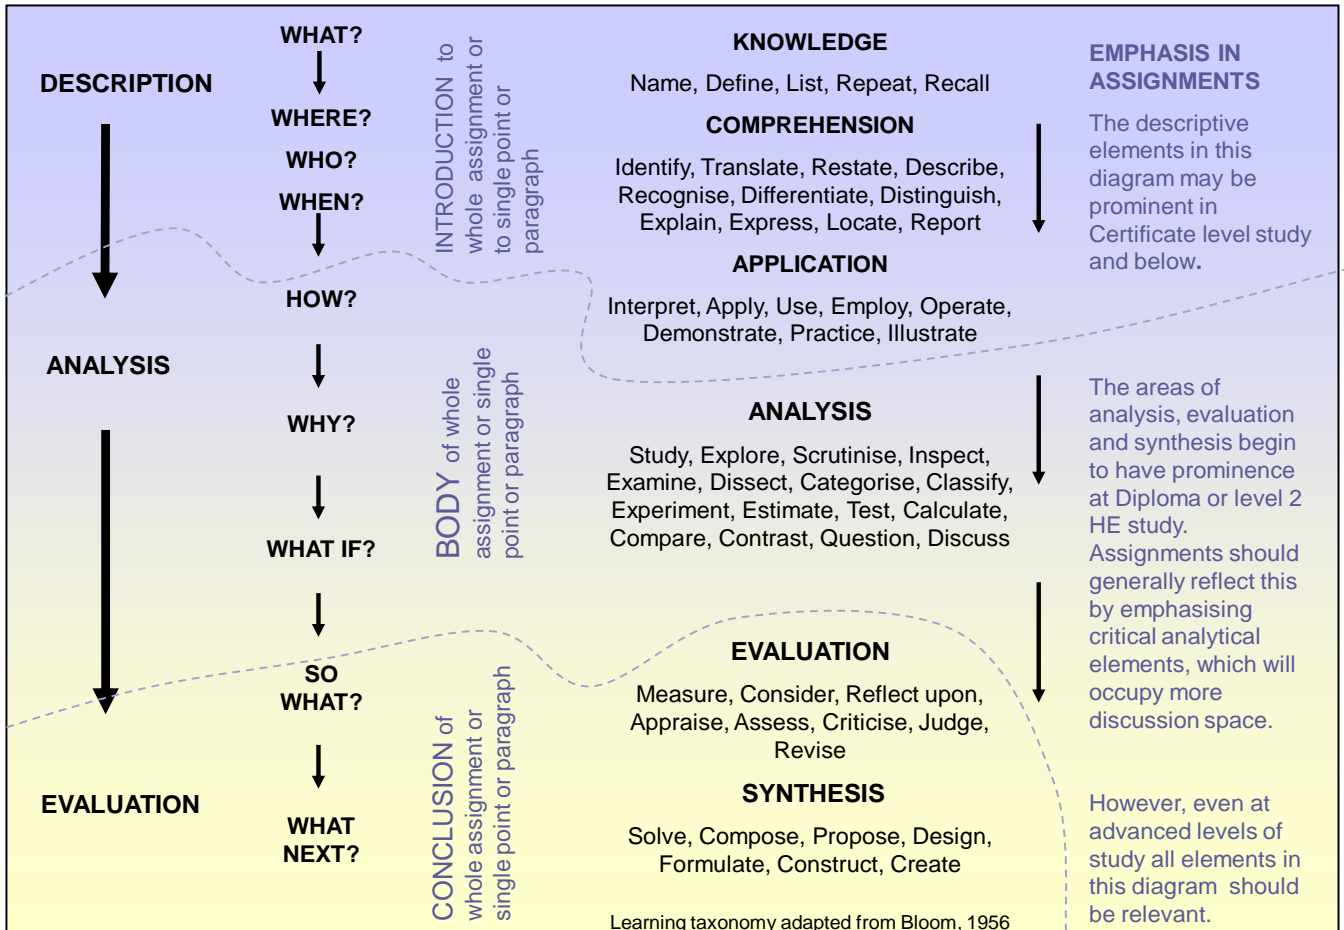 DESCRIPTION
ANALYSIS
EVALUATION
WHAT?
WHERE?
WHO?
WHEN?
HOW?
WHY?
WHAT IF?
SO
WHAT?
WHAT
NEXT?
INTRODUCTION to
whole assignment or
to single point or
paragraph
BODY of whole
assignment or single
point or paragraph
CONCLUSION of
whole assignment or
single point or paragraph
KNOWLEDGE
Name, Define, List, Repeat, Recall
COMPREHENSION
Identify, Translate, Restate, Describe,
Recognise, Differentiate, Distinguish,
Explain, Express, Locate, Report
APPLICATION
Interpret, Apply, Use, Employ, Operate,
Demonstrate, Practice, Illustrate
ANALYSIS
Study, Explore, Scrutinise, Inspect,
Examine, Dissect, Categorise, Classify,
Experiment, Estimate, Test, Calculate,
Compare, Contrast, Question, Discuss
EVALUATION
Measure, Consider, Reflect upon,
Appraise, Assess, Criticise, Judge,
Revise
SYNTHESIS
Solve, Compose, Propose, Design,
Formulate, Construct, Create
Learning taxonomy adapted from Bloom, 1956
EMPHASIS IN
ASSIGNMENTS
The descriptive
elements in this
diagram may be
prominent in
Certificate level study
and below.
The areas of
analysis, evaluation
and synthesis begin
to have prominence
at Diploma or level 2
HE study.
Assignments should
generally reflect this
by emphasising
critical analytical
elements, which will
occupy more
discussion space.
However, even at
advanced levels of
study all elements in
this diagram should
be relevant.